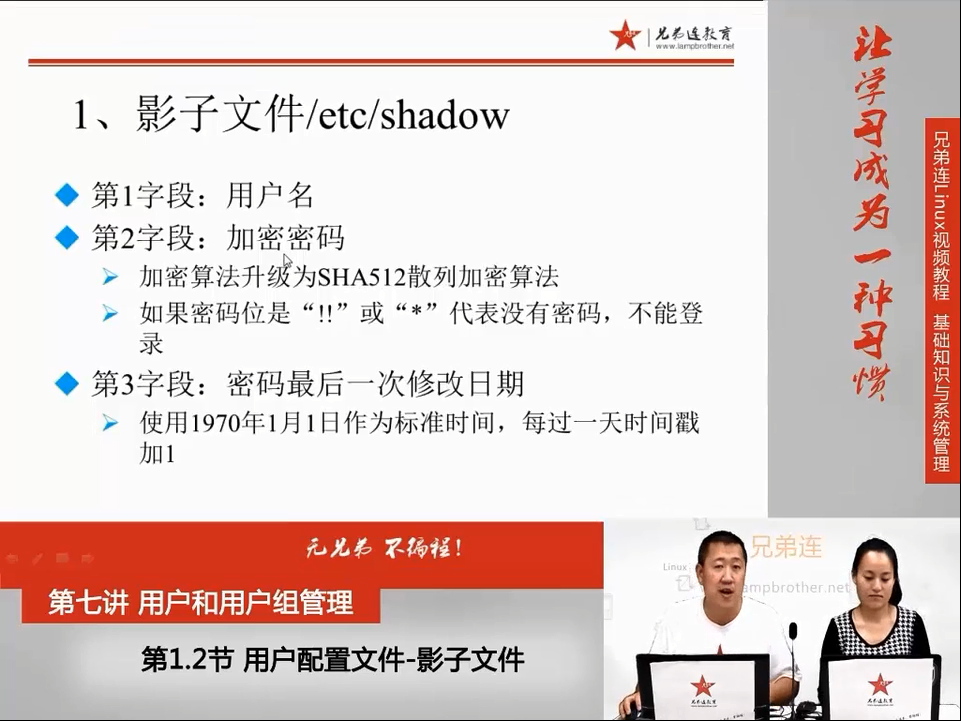 兄弟连教育
www.lampbrother.net
1、影子文件/etc/shadow
第1字段：用户名
第2字段：加密密码
加密算法升级为SHA512散列加密算法
如果密码位是“!!”或“*”代表没有密码，不能登
录
第3字段：密码最后一次修改日期
使用1970年1月1日作为标准时间，每过一天时间戳
加1
让学习成为一种习惯
兄弟连Linux视频教程 基础知识与系统管理
无兄弟 不编程！
第七讲 用户和用户组管理
第1.2节 用户配置文件-影子文件
兄弟连
Linux
ampbrother.net